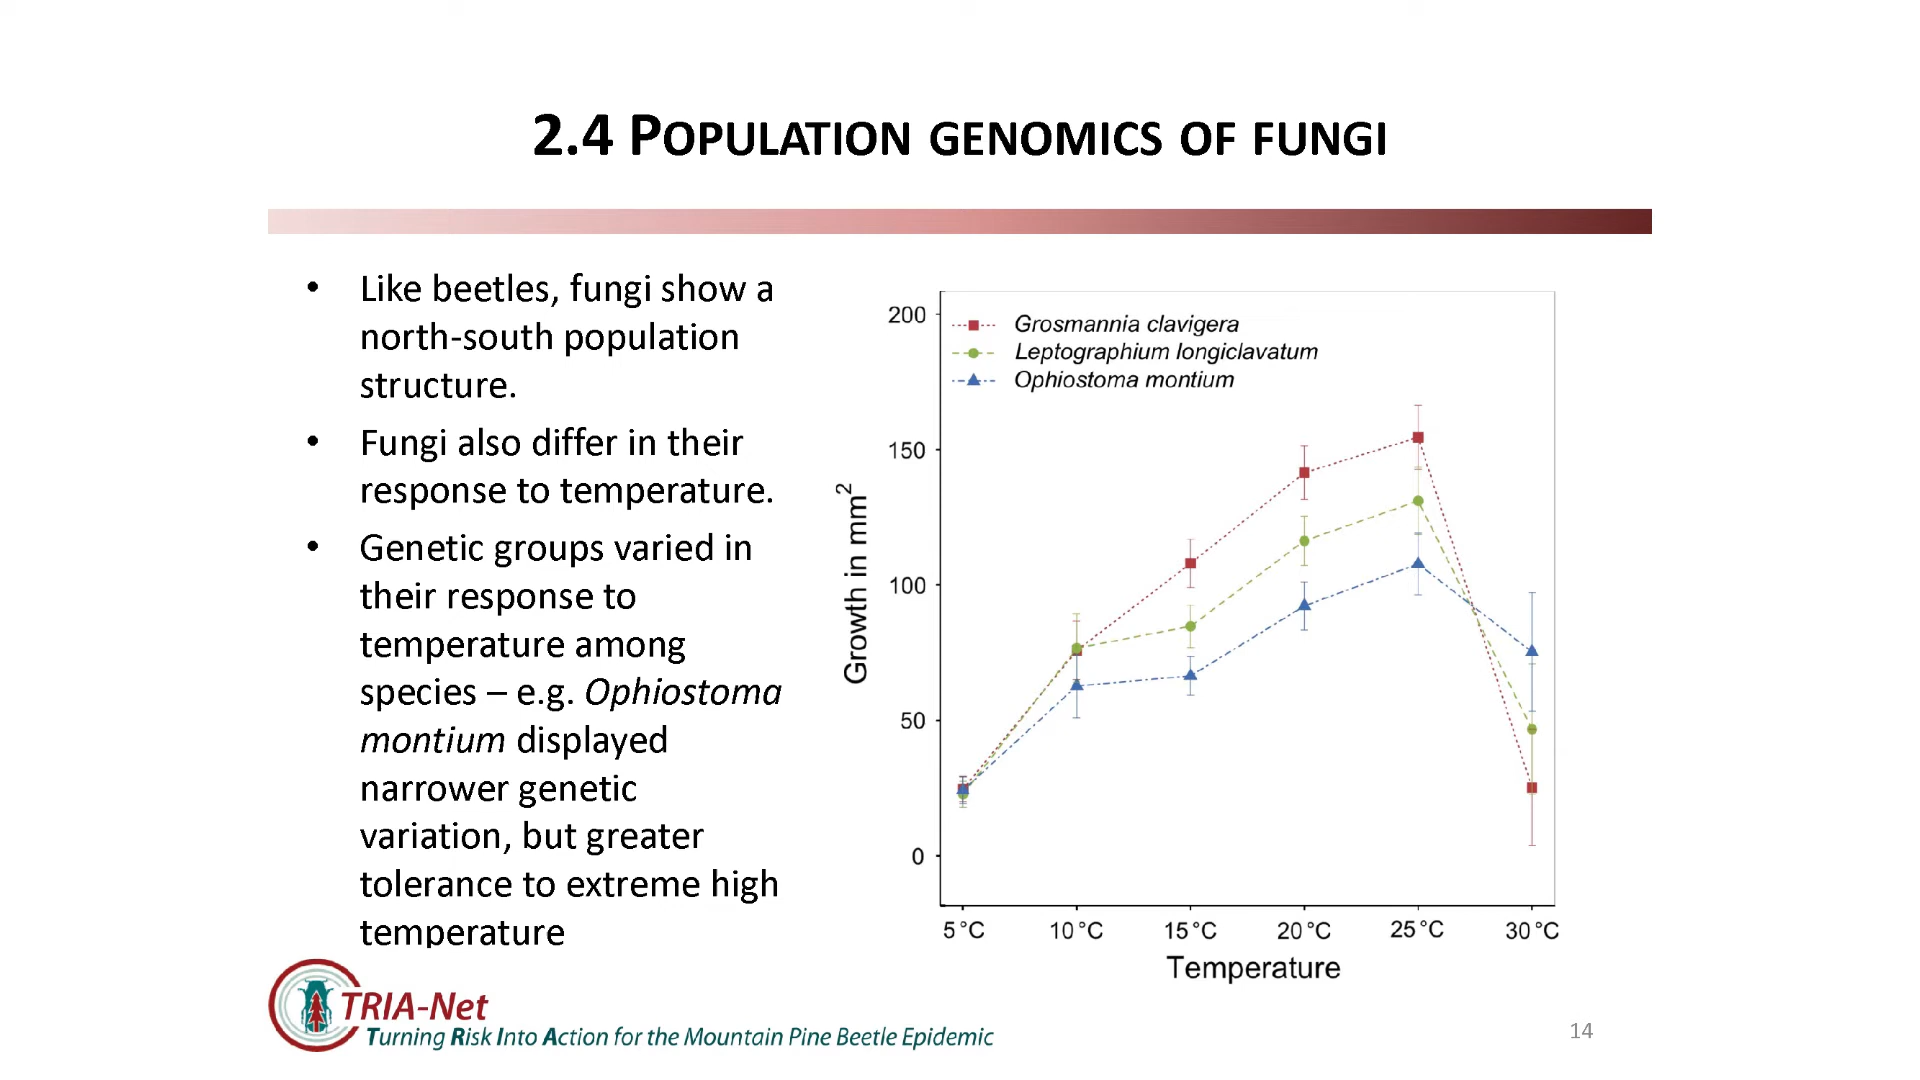 2.4 POPULATION GENOMICS OF FUNGI
• Like beetles, fungi show a
north-south population
structure.
• Fungi also differ in their
response to temperature.
• Genetic groups varied in
their response to
temperature among
species – e.g. Ophiostoma
montium displayed
narrower genetic
variation, but greater
tolerance to extreme high
temperature
Grosmannia clavigera
Leptographium longiclavatum
Ophiostoma montium
200
150
100
50
0
Growth in mm²
5°C 10°C 15°C 20°C 25°C 30°C
Temperature
TRIA-Net
Turning Risk Into Action for the Mountain Pine Beetle Epidemic
14